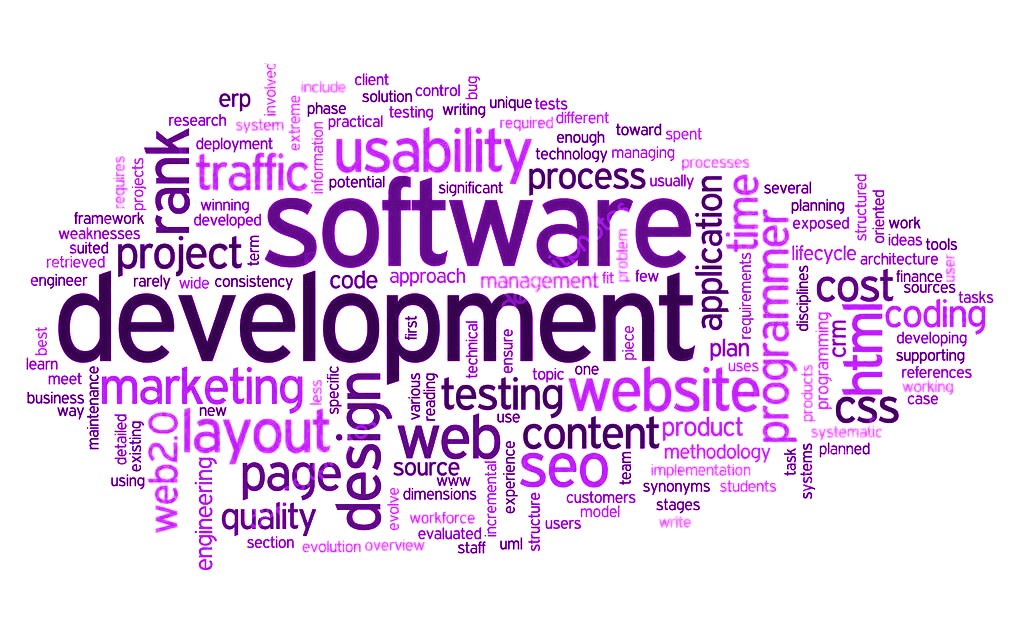 involved
include
client
solution
control
bug
erp
extreme
phase
testing
writing
unique
tests
research
system
information
practical
required
different
rank
deployment
usability
enough
toward
spent
requires
projects
traffic
potential
significant
technology
managing
processes
process
usually
winning
developed
software
application
time
several
planning
structured
oriented
framework
weaknesses
suited
retrieved
project
term
problem
programmer
exposed
work
ideas
tools
engineer
rarely
wide
consistency
code
approach
management
fit
few
requirements
lifecycle
architecture
user
disciplines
cost
finance
sources
tasks
development
first
technical
ensure
piece
plan
programming
crm
html
coding
developing
supporting
references
best
learn
meet
business
way
maintenance
marketing
less
specific
design
various
reading
testing
topic
one
website
uses
products
working
case
css
detailed
existing
using
web2.0
new
layout
web
use
content
product
systematic
planned
page
source
www
seo
team
methodology
implementation
task
systems
engineering
quality
evolve
dimensions
incremental
experience
structure
customers
model
synonyms
students
stages
write
section
evolution
overview
workforce
evaluated
staff
uml
users